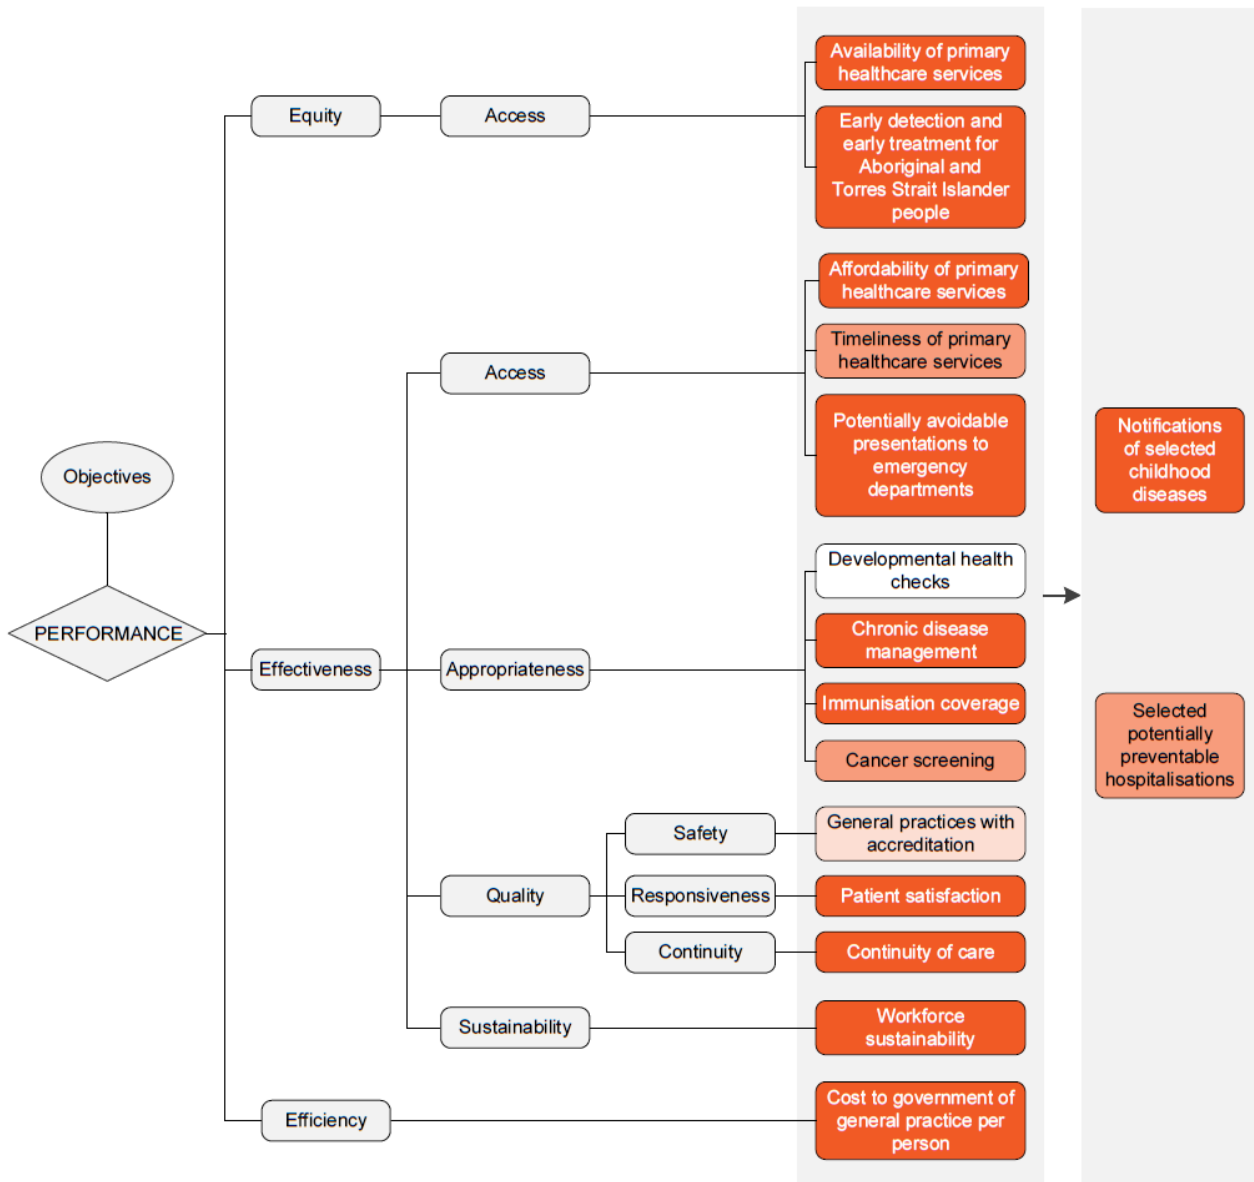 Availability of primary
healthcare services
Equity
Access
Early detection and
early treatment for
Aboriginal and
Torres Strait Islander
people
Affordability of primary
healthcare services
Timeliness of primary
healthcare services
Access
Potentially avoidable
presentations to
emergency
departments
Notifications
of selected
childhood
diseases
Objectives
PERFORMANCE
Developmental health
checks
Chronic disease
management
Effectiveness
Appropriateness
Immunisation coverage
Cancer screening
Selected
potentially
preventable
hospitalisations
Safety
General practices with
accreditation
Quality
Responsiveness
Patient satisfaction
Continuity
Continuity of care
Sustainability
Workforce
sustainability
Efficiency
Cost to government of
general practice per
person